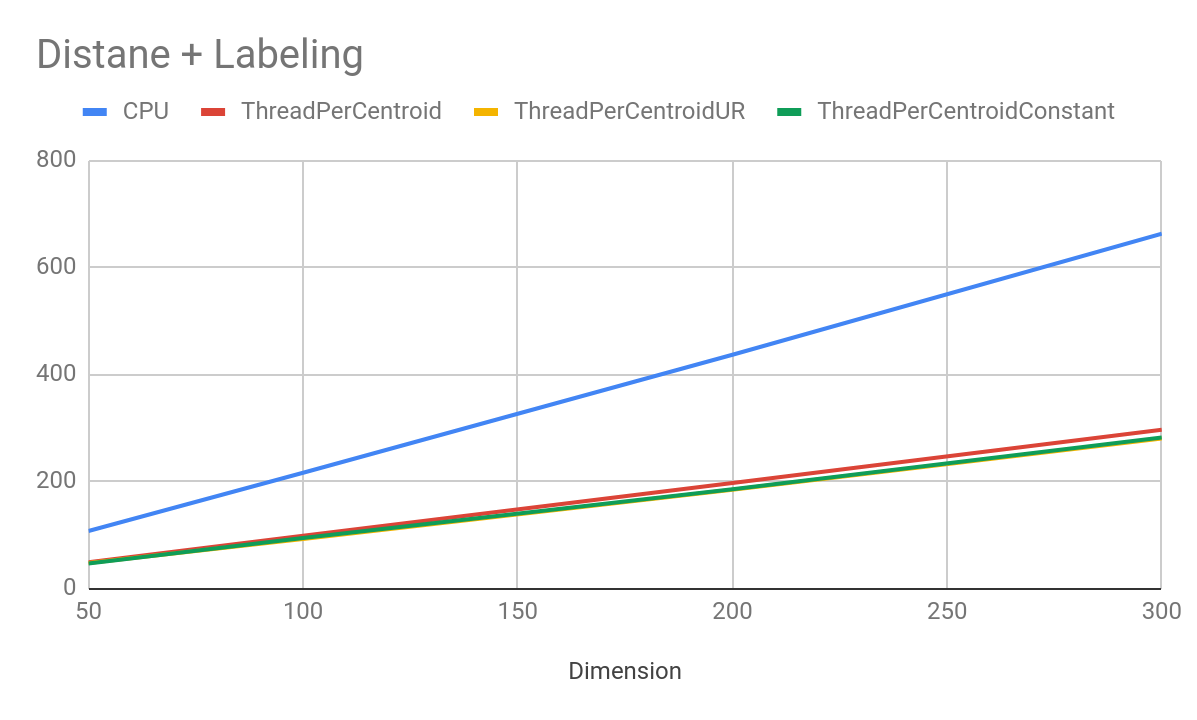 Distane + Labeling
CPU ThreadPerCentroid ThreadPerCentroidUR ThreadPerCentroidConstant
800
600
400
200
0
50 100 150 200 250 300
Dimension